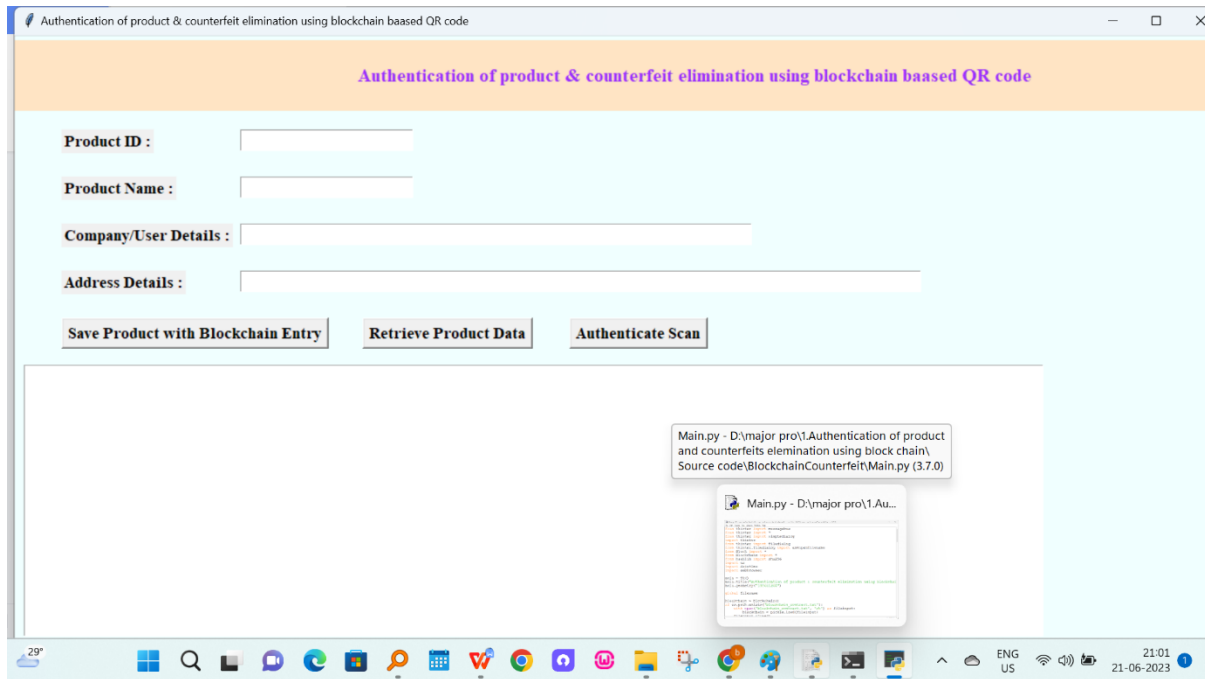 Authentication of product & counterfeit elimination using blockchain baased QR code
Authentication of product & counterfeit elimination using blockchain baased QR code
Product ID :
Product Name :
Company/User Details :
Address Details :
Save Product with Blockchain Entry Retrieve Product Data Authenticate Scan
Main.py - D:\major pro\1.Authentication of product
and counterfeits elemination using block chain\
Source code\BlockchainCounterfeit\Main.py (3.7.0)
Main.py - D:\major pro\1.Au...
29°
ENG
US
21:01
21-06-2023
1